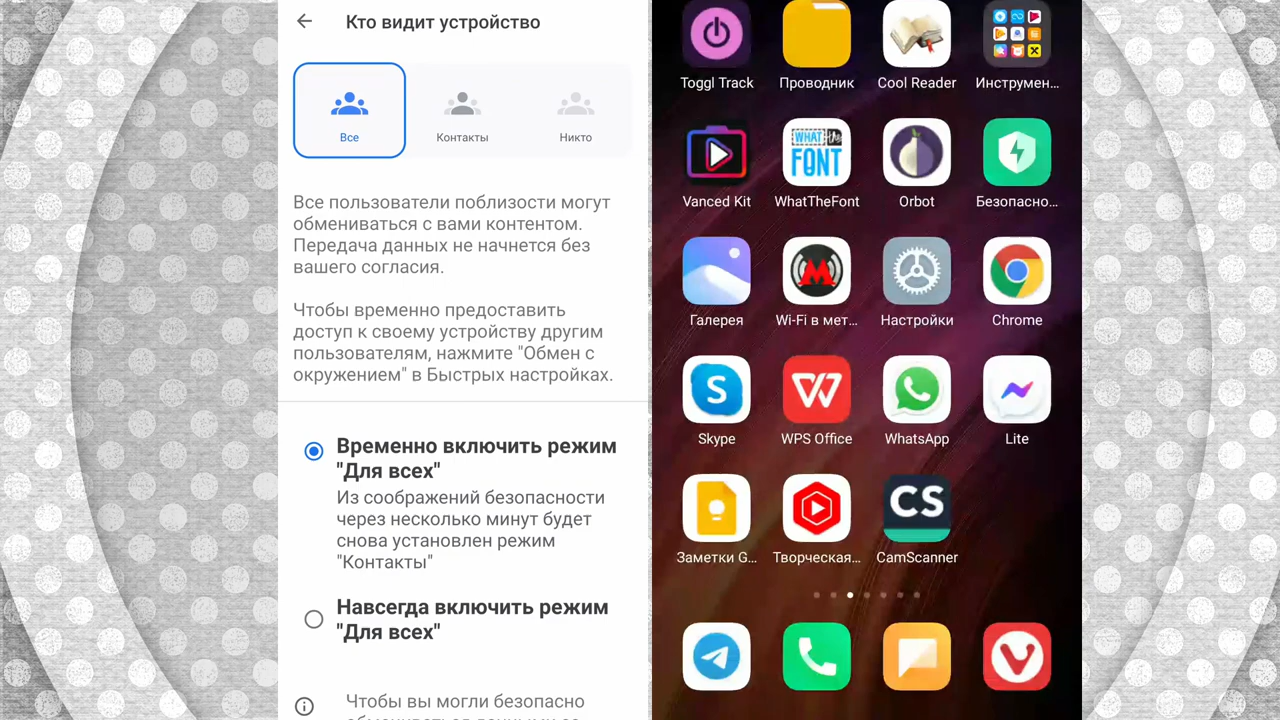 Кто видит устройство
Все
Контакты
Никто
Все пользователи поблизости могут
обмениваться с вами контентом.
Передача данных не начнется без
вашего согласия.
Чтобы временно предоставить
доступ к своему устройству другим
пользователям, нажмите "Обмен с
окружением" в Быстрых настройках.
Временно включить режим
"Для всех"
Из соображений безопасности
через несколько минут будет
снова установлен режим
"Контакты"
Навсегда включить режим
"Для всех"
Чтобы вы могли безопасно
Toggl Track
Проводник
Cool Reader
Инструмен...
WHAT THE
FONT
Vanced Kit
WhatTheFont
Orbot
Безопасно...
Галерея
Wi-Fi в мет...
Настройки
Chrome
Skype
WPS Office
WhatsApp
Lite
CS
Заметки G...
Творческая...
CamScanner